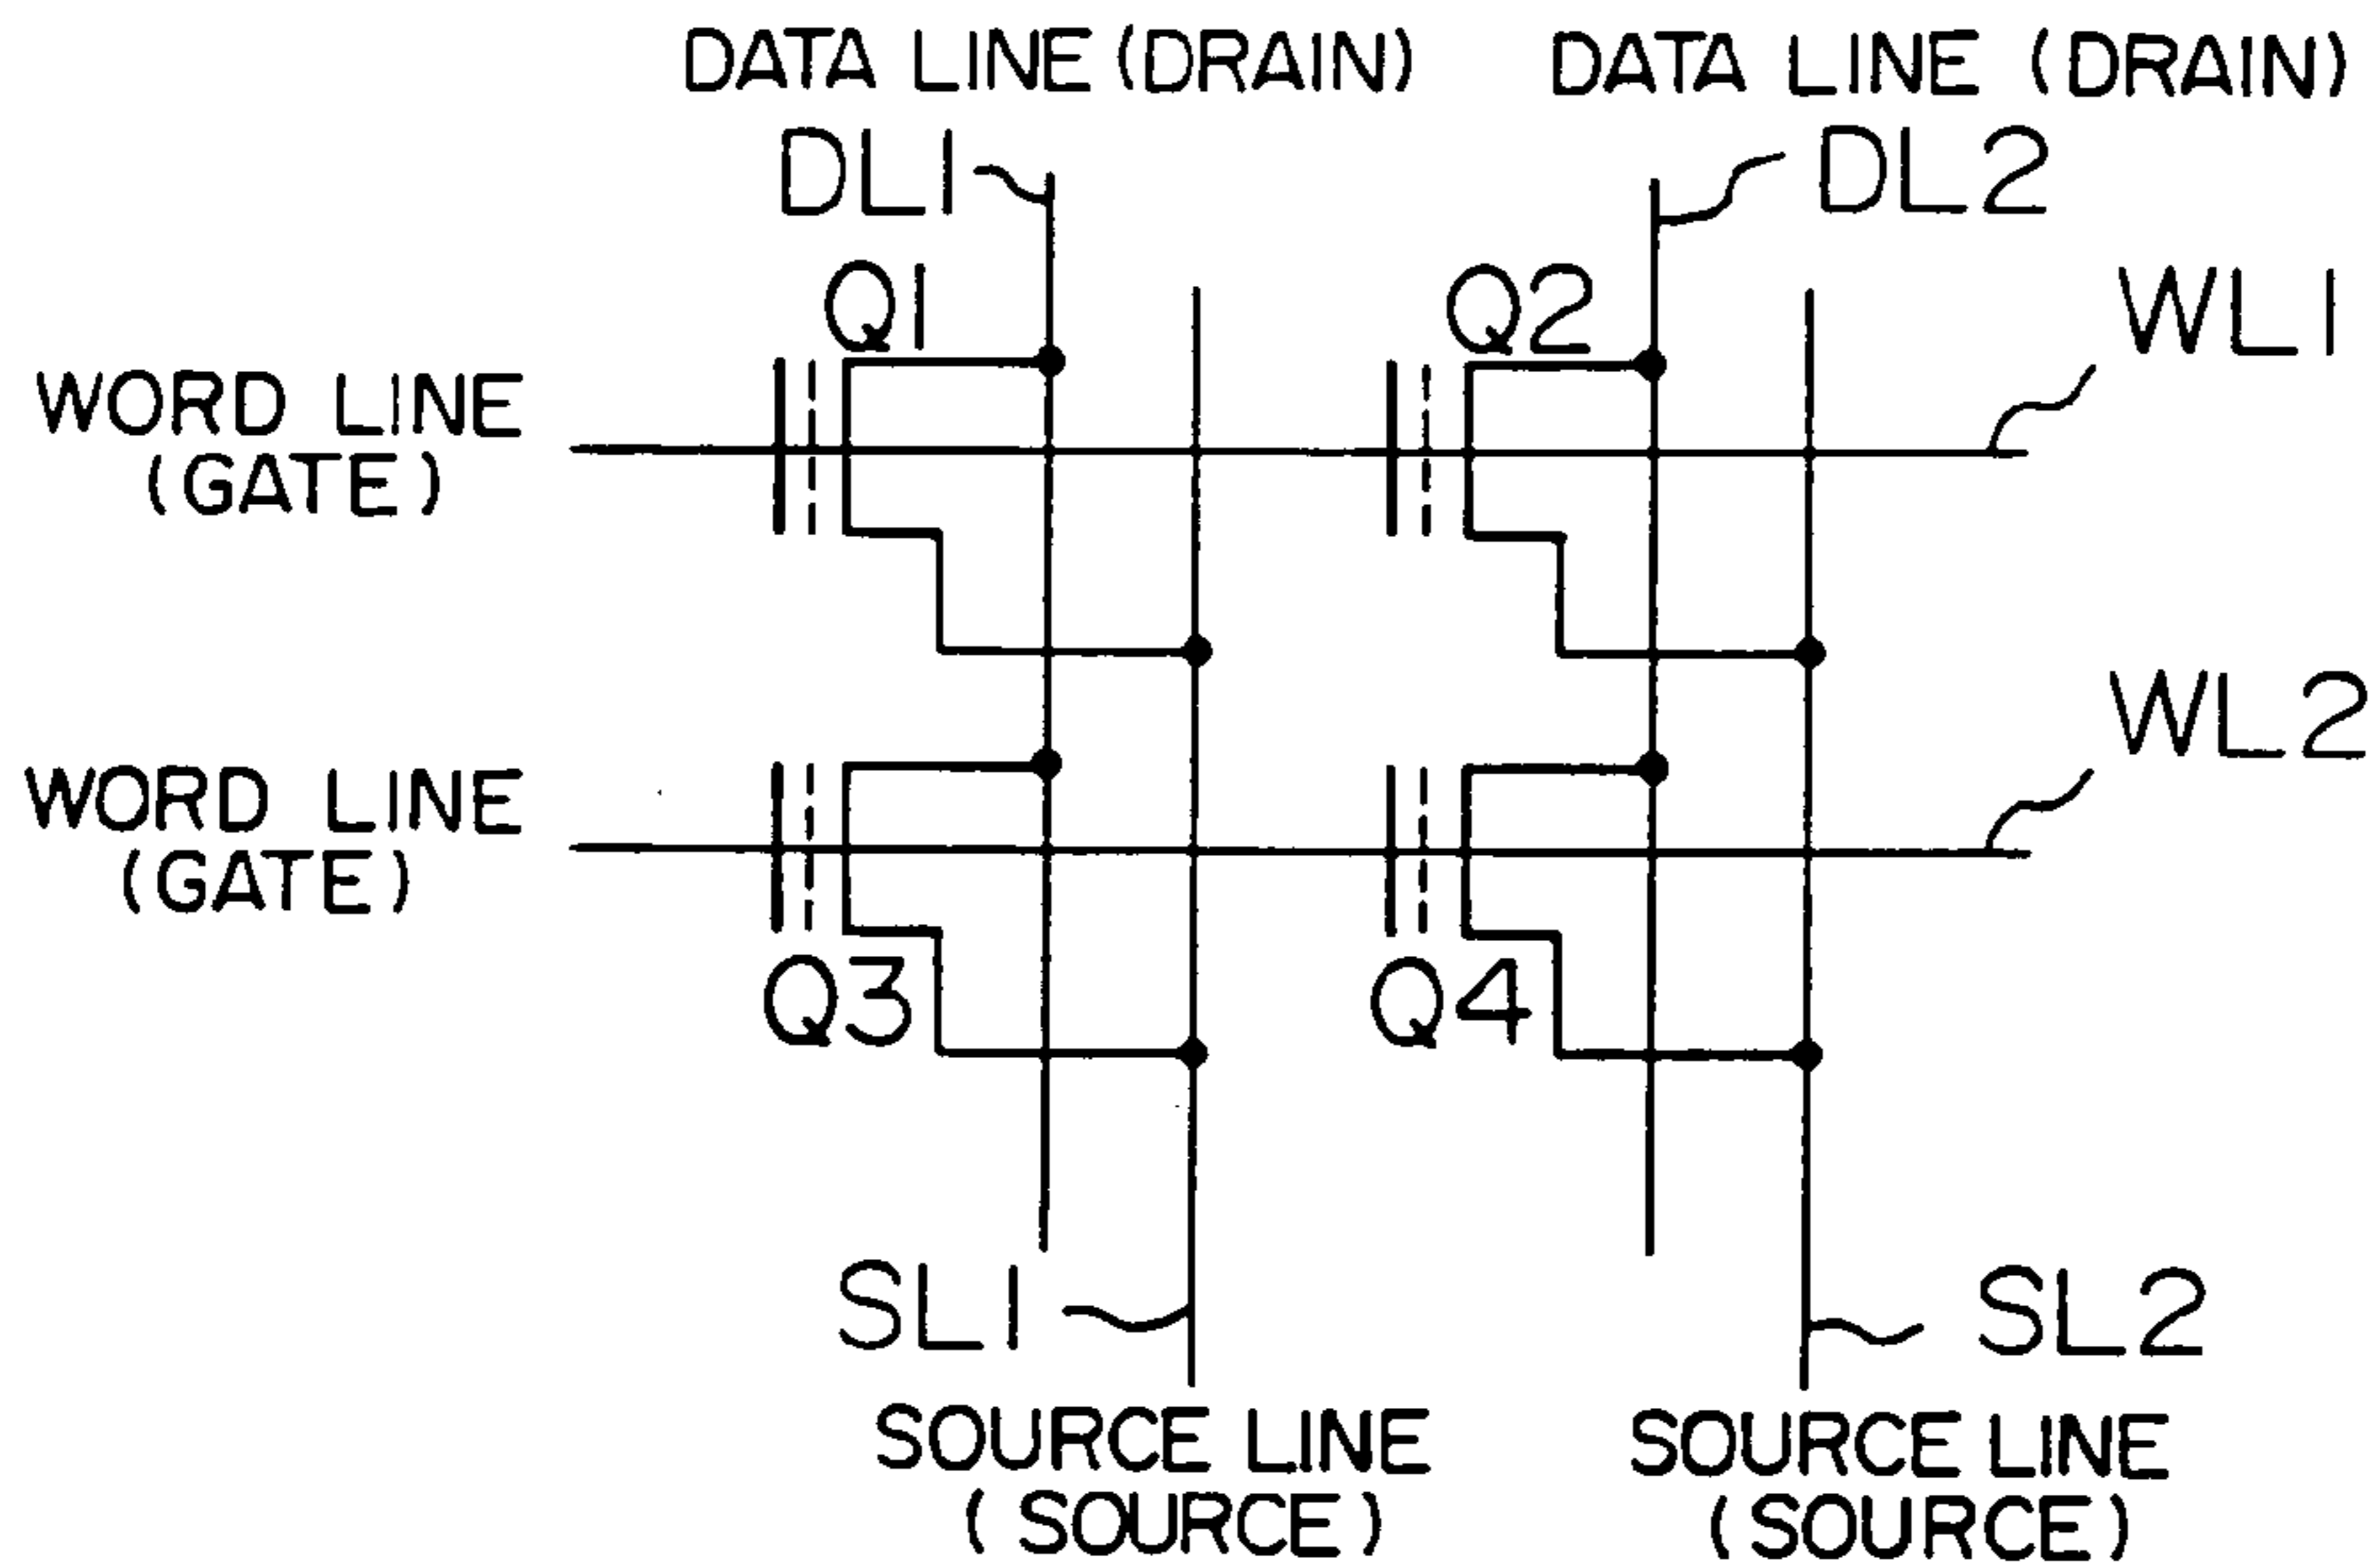 DATA LINE (DRAIN)
DATA LINE (DRAIN)
DL1
DL2
Q1
Q2
WL1
WORD LINE
(GATE)
WL2
WORD LINE
(GATE)
Q3
Q4
SL1
SL2
SOURCE LINE
(SOURCE)
SOURCE LINE
(SOURCE)